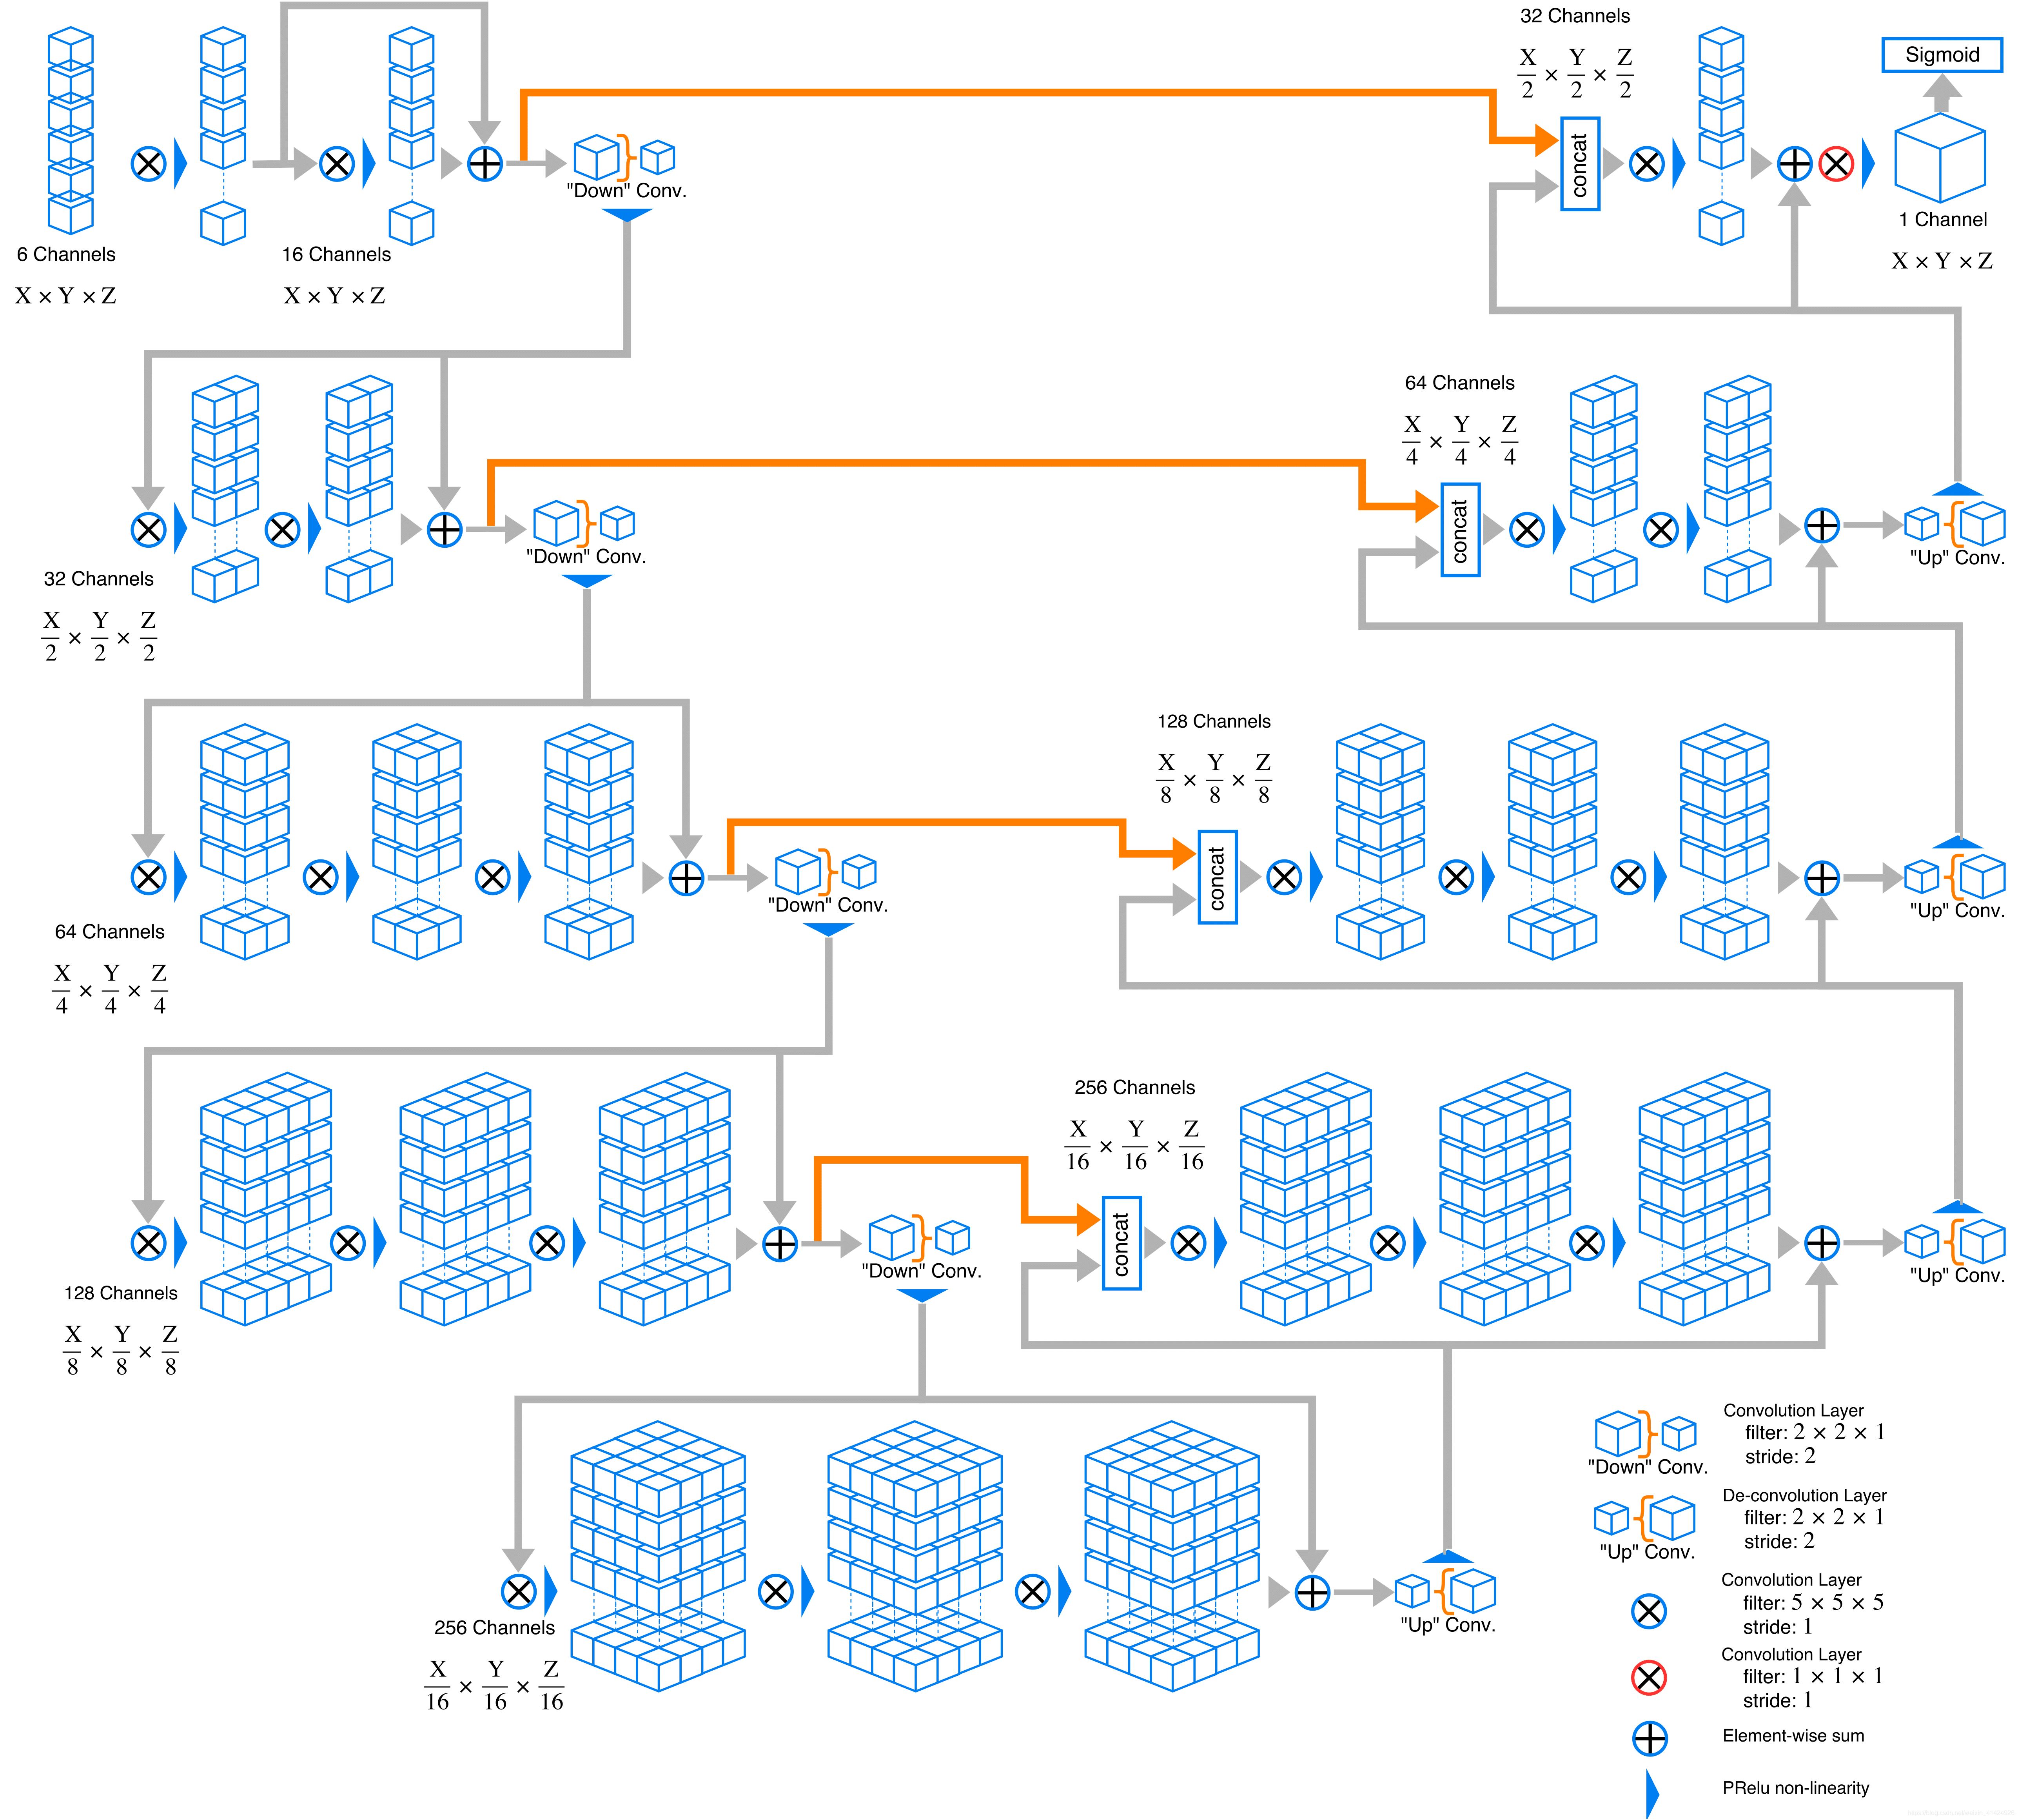 32 Channels
X/2 × Y/2 × Z/2
Sigmoid
concat
"Down" Conv.
6 Channels
X × Y × Z
16 Channels
X × Y × Z
1 Channel
X × Y × Z
64 Channels
X/4 × Y/4 × Z/4
concat
"Down" Conv.
"Up" Conv.
32 Channels
X/2 × Y/2 × Z/2
128 Channels
X/8 × Y/8 × Z/8
concat
"Down" Conv.
"Up" Conv.
64 Channels
X/4 × Y/4 × Z/4
256 Channels
X/16 × Y/16 × Z/16
concat
"Down" Conv.
"Up" Conv.
128 Channels
X/8 × Y/8 × Z/8
256 Channels
X/16 × Y/16 × Z/16
"Up" Conv.
"Down" Conv.
Convolution Layer
filter: 2 × 2 × 1
stride: 2
"Up" Conv.
De-convolution Layer
filter: 2 × 2 × 1
stride: 2
Convolution Layer
filter: 5 × 5 × 5
stride: 1
Convolution Layer
filter: 1 × 1 × 1
stride: 1
Element-wise sum
PRelu non-linearity